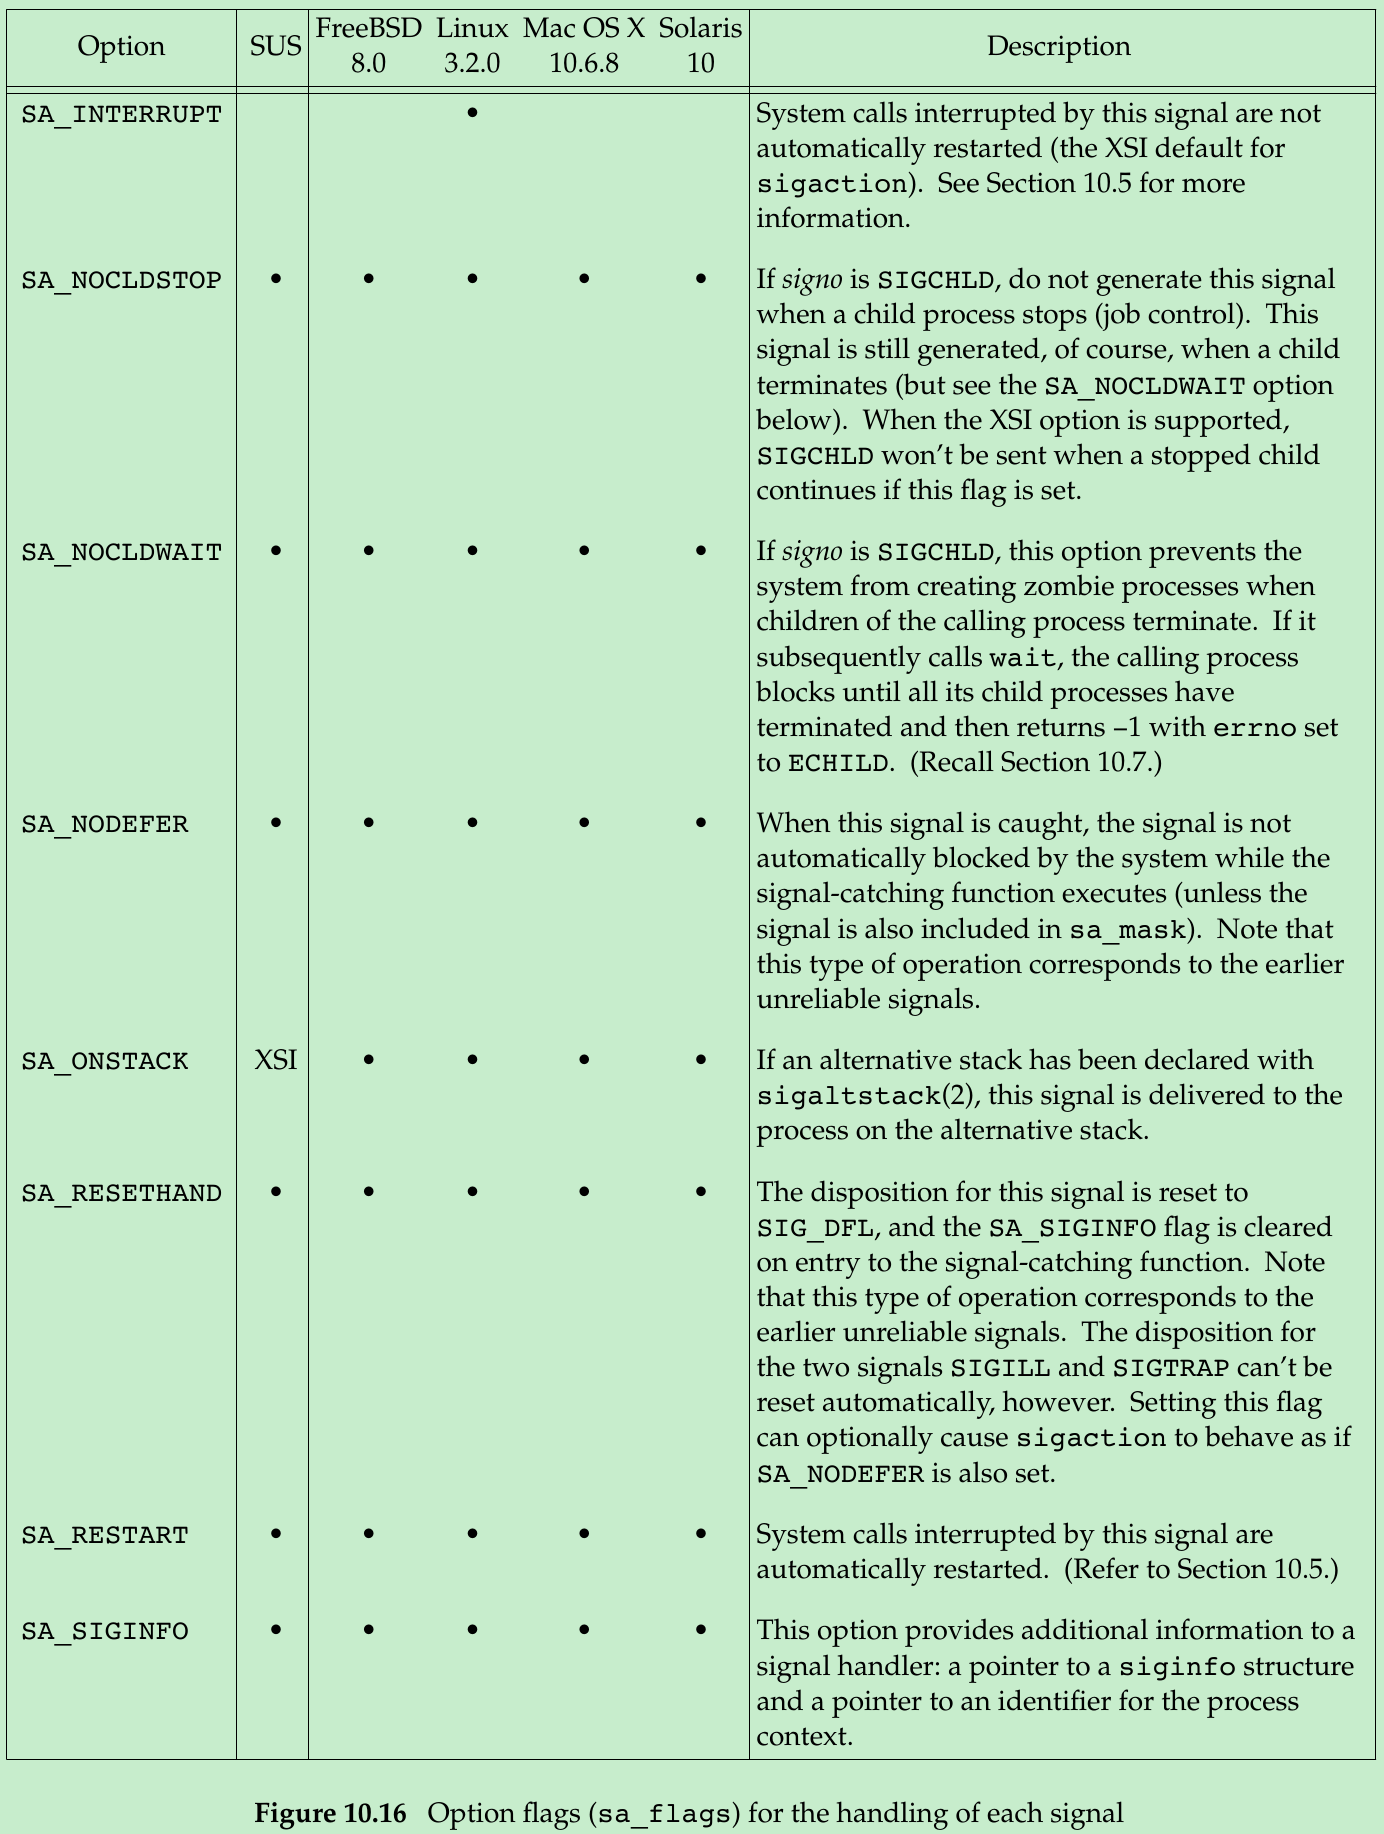 Option SUS FreeBSD Linux Mac OS X Solaris Description
8.0 3.2.0 10.6.8 10
SA_INTERRUPT • System calls interrupted by this signal are not
automatically restarted (the XSI default for
sigaction). See Section 10.5 for more
information.
SA_NOCLDSTOP • • • • • If signo is SIGCHLD, do not generate this signal
when a child process stops (job control). This
signal is still generated, of course, when a child
terminates (but see the SA_NOCLDWAIT option
below). When the XSI option is supported,
SIGCHLD won't be sent when a stopped child
continues if this flag is set.
SA_NOCLDWAIT • • • • • If signo is SIGCHLD, this option prevents the
system from creating zombie processes when
children of the calling process terminate. If it
subsequently calls wait, the calling process
blocks until all its child processes have
terminated and then returns –1 with errno set
to ECHILD. (Recall Section 10.7.)
SA_NODEFER • • • • • When this signal is caught, the signal is not
automatically blocked by the system while the
signal-catching function executes (unless the
signal is also included in sa_mask). Note that
this type of operation corresponds to the earlier
unreliable signals.
SA_ONSTACK XSI • • • • If an alternative stack has been declared with
sigaltstack(2), this signal is delivered to the
process on the alternative stack.
SA_RESETHAND • • • • • The disposition for this signal is reset to
SIG_DFL, and the SA_SIGINFO flag is cleared
on entry to the signal-catching function. Note
that this type of operation corresponds to the
earlier unreliable signals. The disposition for
the two signals SIGILL and SIGTRAP can't be
reset automatically, however. Setting this flag
can optionally cause sigaction to behave as if
SA_NODEFER is also set.
SA_RESTART • • • • • System calls interrupted by this signal are
automatically restarted. (Refer to Section 10.5.)
SA_SIGINFO • • • • • This option provides additional information to a
signal handler: a pointer to a siginfo structure
and a pointer to an identifier for the process
context.
Figure 10.16 Option flags (sa_flags) for the handling of each signal